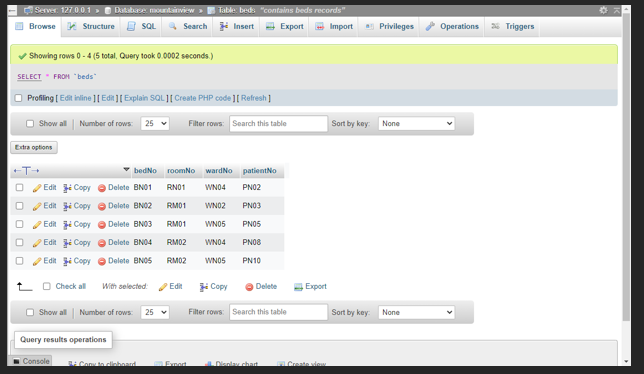 Server: 127.0.0.1 » Database: mountainview » Table: beds "contains beds records"
Browse Structure SQL Search Insert Export Import Privileges Operations Triggers
Showing rows 0 - 4 (5 total, Query took 0.0002 seconds.)
SELECT * FROM `beds`
Profiling [ Edit inline ] [ Edit ] [ Explain SQL ] [ Create PHP code ] [ Refresh ]
Show all Number of rows: 25 Filter rows: Search this table Sort by key: None
Extra options
←T→ bedNo roomNo wardNo patientNo
Edit Copy Delete BN01 RN01 WN04 PN02
Edit Copy Delete BN02 RM01 WN02 PN03
Edit Copy Delete BN03 RM01 WN05 PN05
Edit Copy Delete BN04 RM02 WN04 PN08
Edit Copy Delete BN05 RM02 WN05 PN10
Check all With selected: Edit Copy Delete Export
Show all Number of rows: 25 Filter rows: Search this table Sort by key: None
Query results operations
Console Copy to clipboard Export Display chart Create view